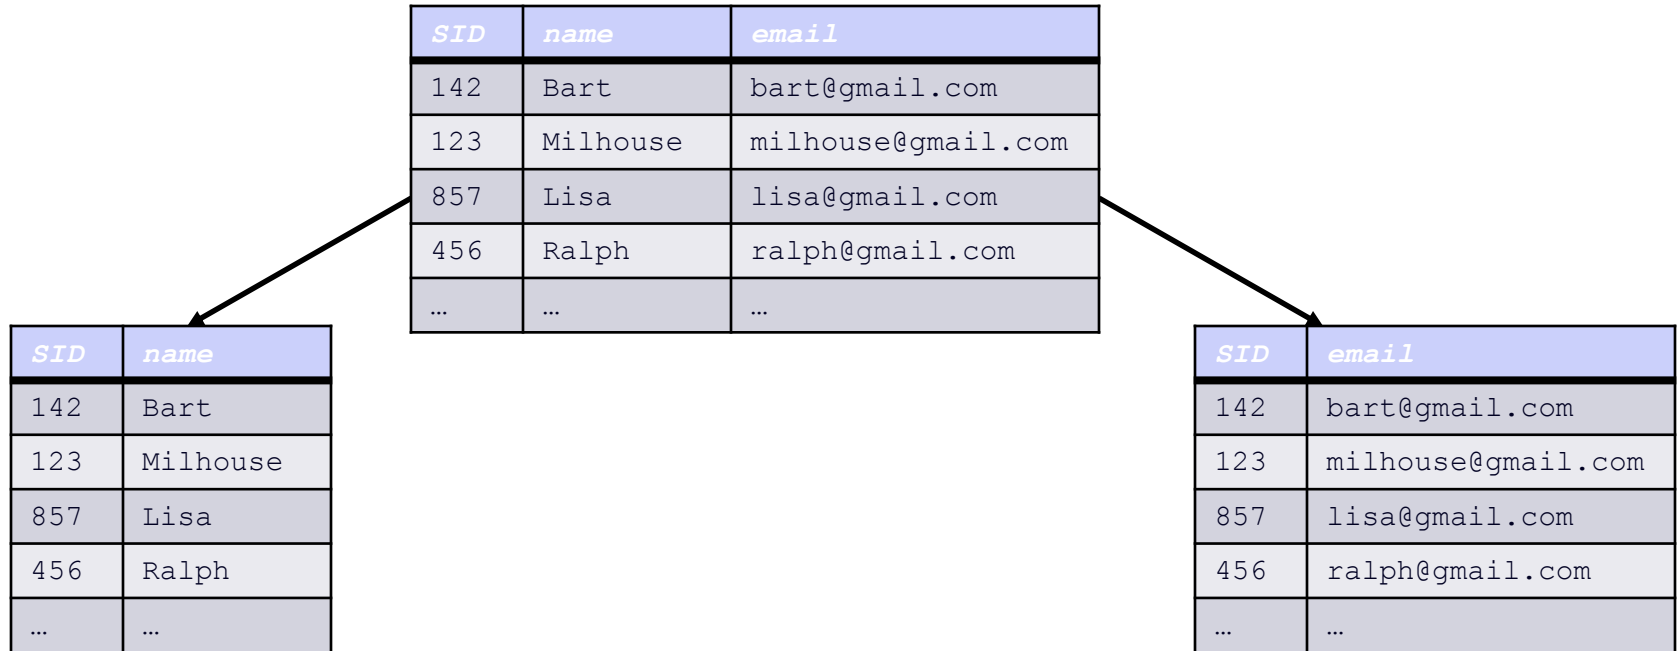 SID name email
142 Bart bart@gmail.com
123 Milhouse milhouse@gmail.com
857 Lisa lisa@gmail.com
456 Ralph ralph@gmail.com
… … …
SID name
142 Bart
123 Milhouse
857 Lisa
456 Ralph
… …
SID email
142 bart@gmail.com
123 milhouse@gmail.com
857 lisa@gmail.com
456 ralph@gmail.com
… …